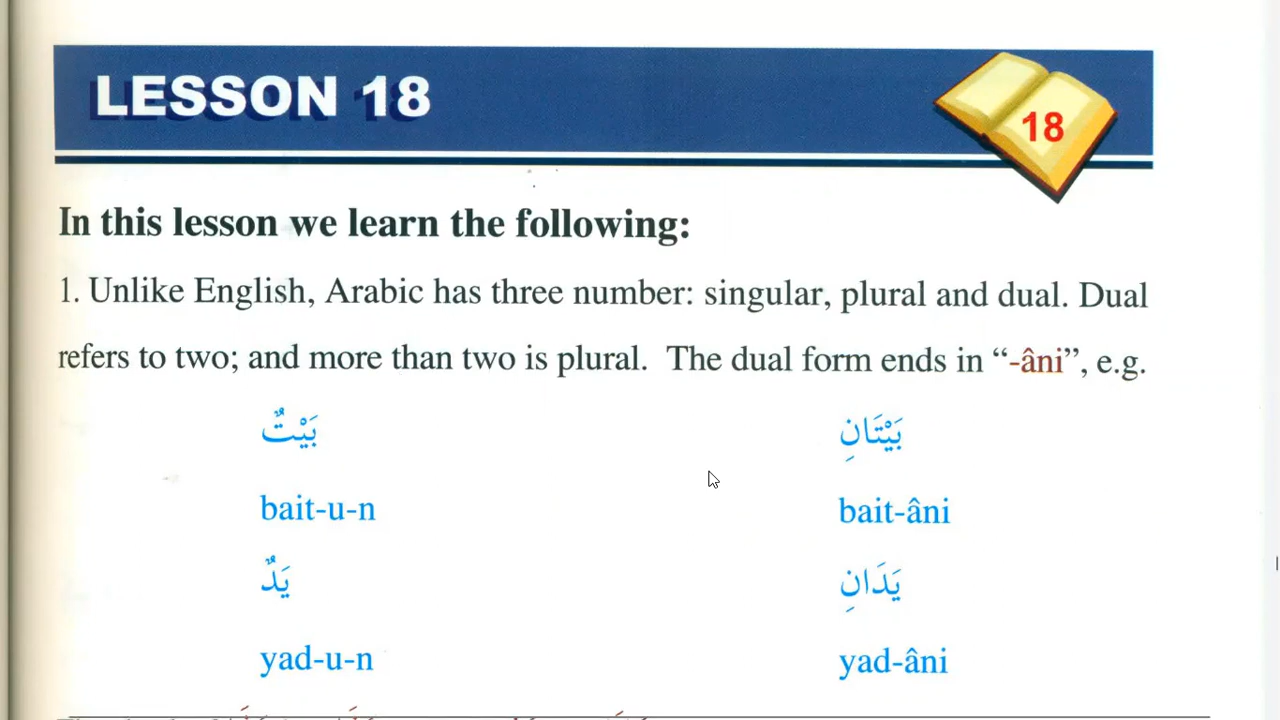 LESSON 18
18
In this lesson we learn the following:
1. Unlike English, Arabic has three number: singular, plural and dual. Dual
refers to two; and more than two is plural. The dual form ends in “-âni”, e.g.
بَيْتٌ بَيْتَانِ
bait-u-n bait-âni
يَدٌ يَدَانِ
yad-u-n yad-âni